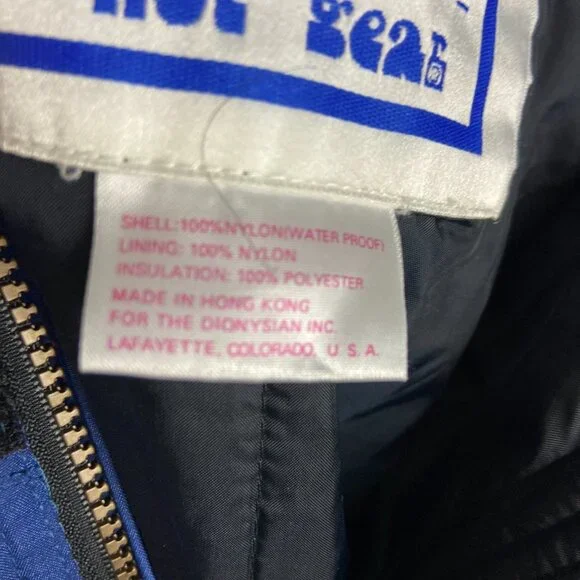 Hot gear®
SHELL:100%NYLON(WATER PROOF)
LINING: 100% NYLON
INSULATION: 100% POLYESTER
MADE IN HONG KONG
FOR THE DIONYSIAN INC.
LAFAYETTE, COLORADO, U.S.A.